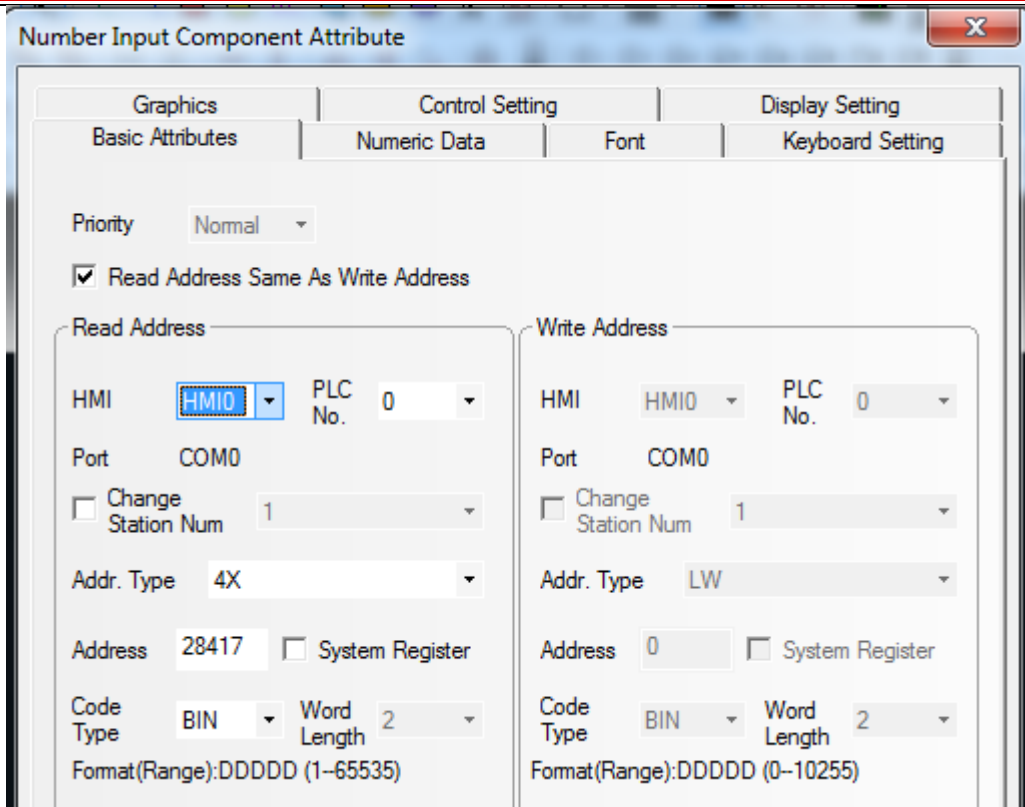 Number Input Component Attribute
Graphics Control Setting Display Setting
Basic Attributes Numeric Data Font Keyboard Setting
Priority Normal
Read Address Same As Write Address
Read Address
HMI HMI0 PLC No. 0
Port COM0
Change Station Num 1
Addr. Type 4X
Address 28417 System Register
Code Type BIN Word Length 2
Format(Range):DDDDD (1--65535)
Write Address
HMI HMI0 PLC No. 0
Port COM0
Change Station Num 1
Addr. Type LW
Address 0 System Register
Code Type BIN Word Length 2
Format(Range):DDDDD (0--10255)